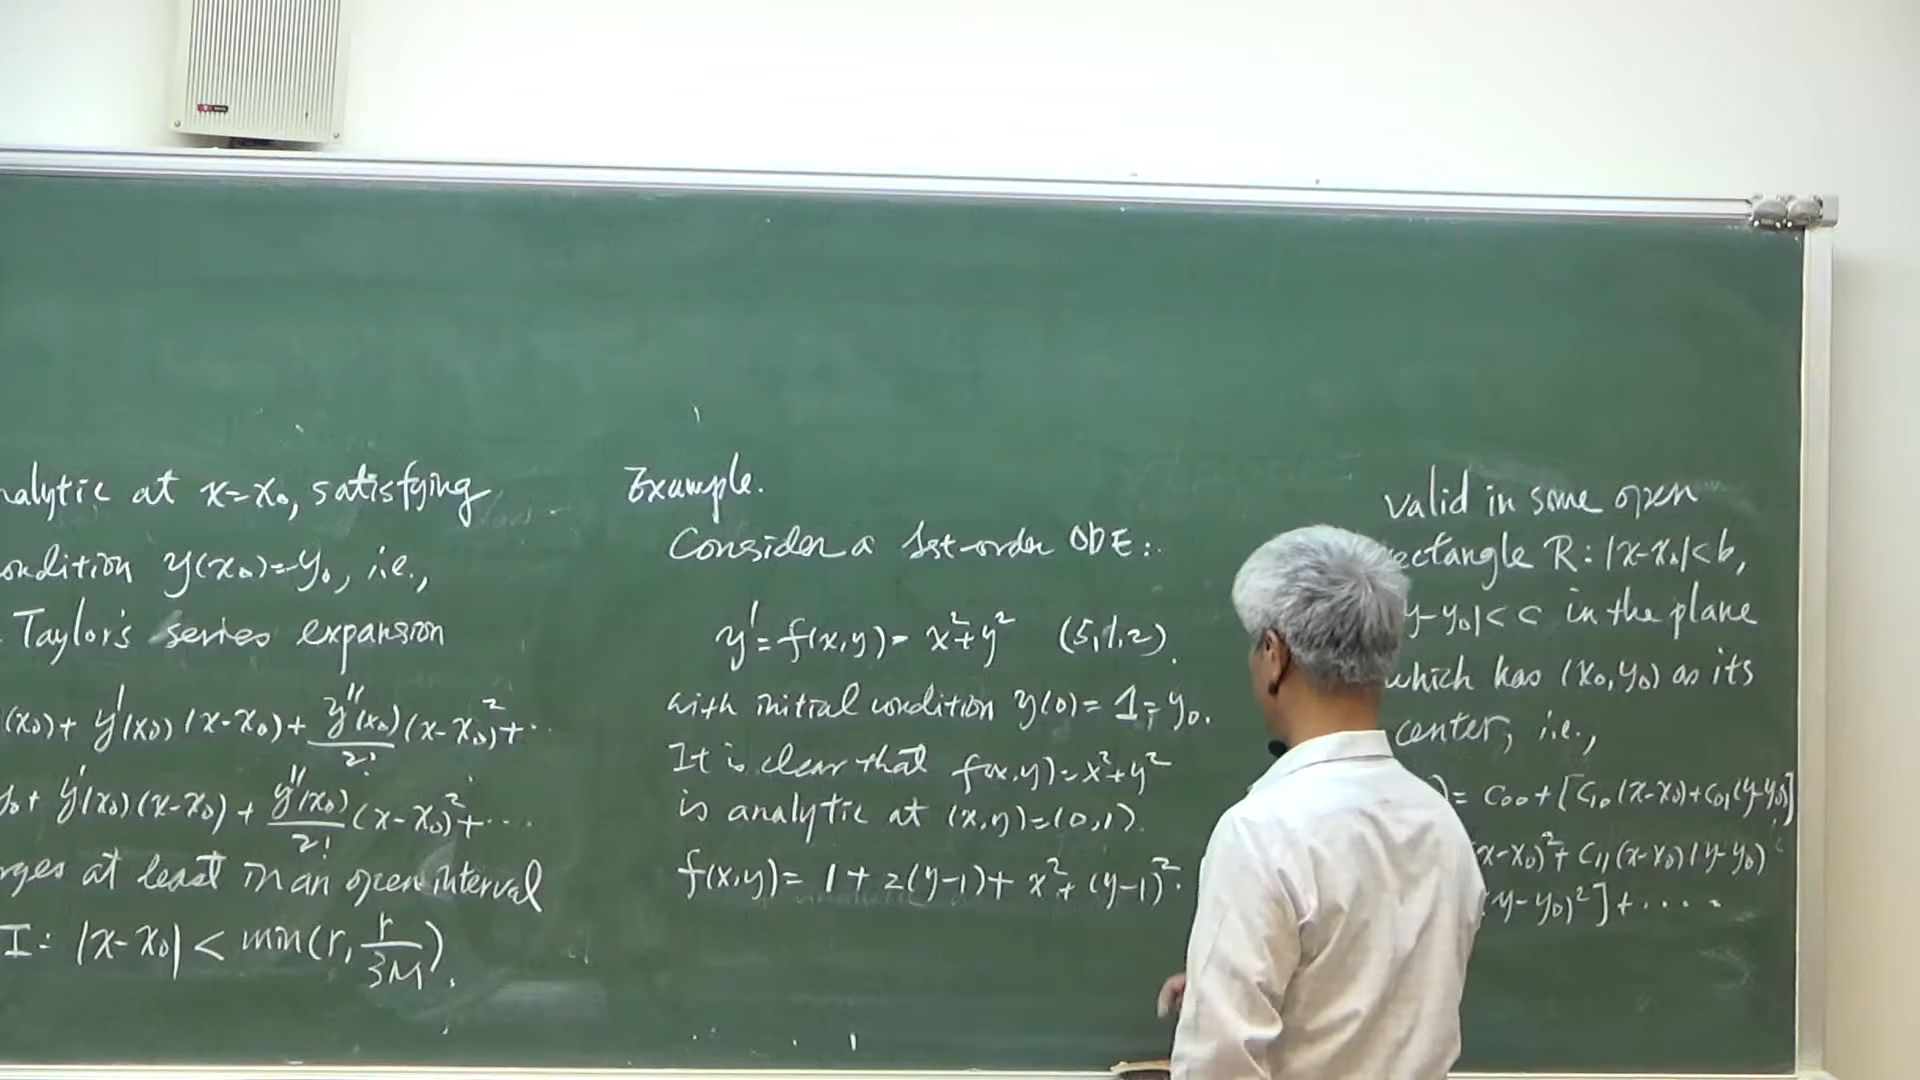 nalytic at x=x₀, satisfying
ondition y(x₀)=y₀, i.e.,
Taylor's series expansion
(x₀)+ y'(x₀)(x-x₀)+ y''(x₀)/2! (x-x₀)²+...
y₀+ y'(x₀)(x-x₀)+ y''(x₀)/2! (x-x₀)²+....
rges at least in an open interval
I: |x-x₀| < min(r, r/3M).
Example.
Consider a 1st-order ODE:
y'=f(x,y)= x²+y² (5.1.2).
with initial condition y(0)=1=y₀.
It is clear that f(x,y)=x²+y²
is analytic at (x,y)=(0,1).
f(x,y)= 1+2(y-1)+x²+(y-1)².
valid in some open
ectangle R: |x-x₀|<b,
y-y₀|<c in the plane
which has (x₀,y₀) as its
center, i.e.,
)= c₀₀+[c₁₀(x-x₀)+c₀₁(y-y₀)]
x-x₀)²+c₁₁(x-x₀)(y-y₀)
(y-y₀)²]+....